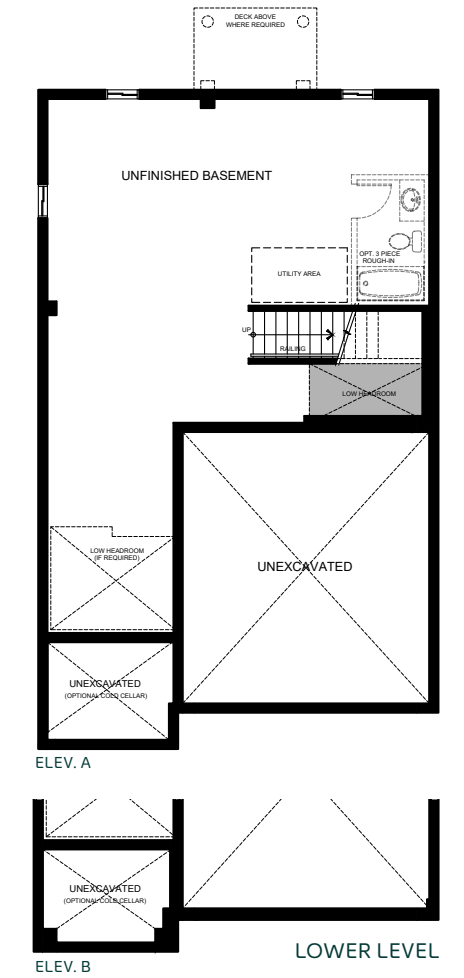 DECK ABOVE
WHERE REQUIRED
UNFINISHED BASEMENT
OPT. 3 PIECE
ROUGH-IN
UTILITY AREA
UP
RAILING
LOW HEADROOM
UNEXCAVATED
LOW HEADROOM
(IF REQUIRED)
UNEXCAVATED
(OPTIONAL COLD CELLAR)
ELEV. A
UNEXCAVATED
(OPTIONAL COLD CELLAR)
LOWER LEVEL
ELEV. B